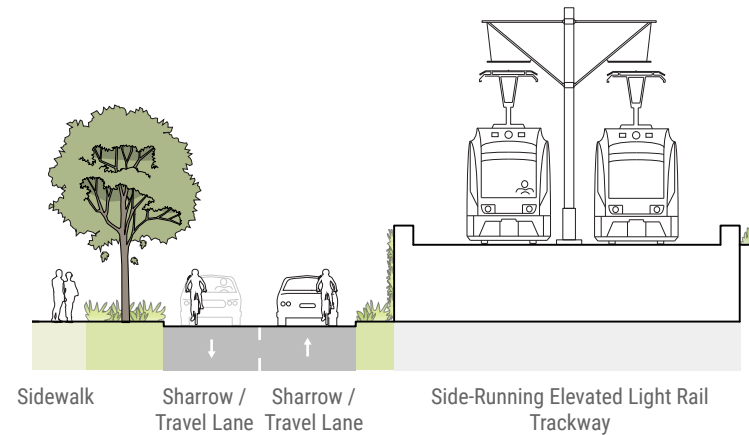 Sidewalk
Sharrow /
Travel Lane
Sharrow /
Travel Lane
Side-Running Elevated Light Rail
Trackway